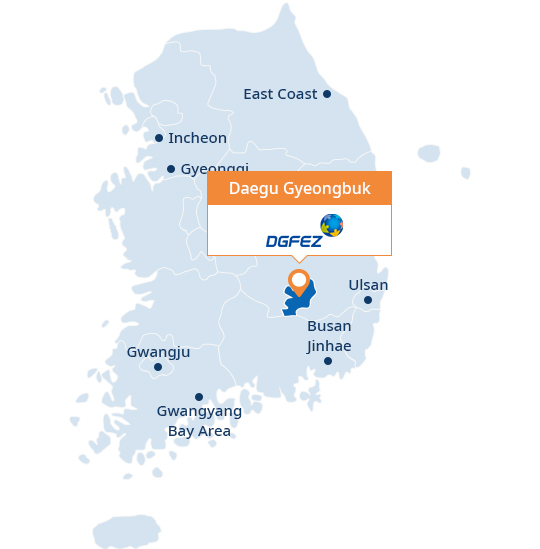 East Coast
Incheon
Gyeonggi
Daegu Gyeongbuk
DGFEZ
Ulsan
Busan
Jinhae
Gwangju
Gwangyang
Bay Area